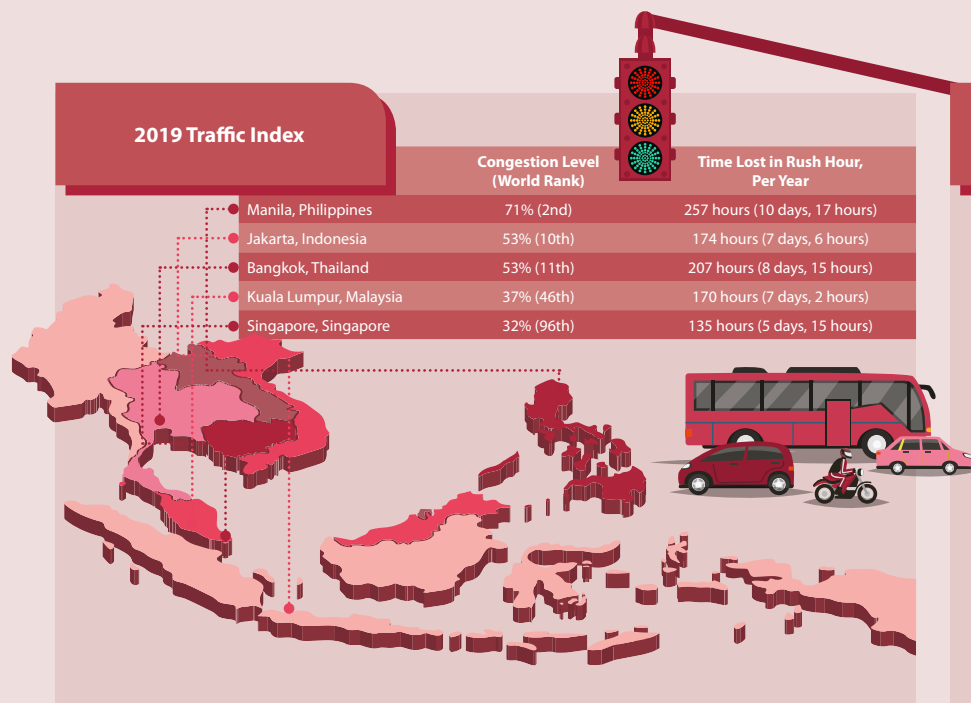 2019 Traffic Index
Congestion Level
(World Rank)
Time Lost in Rush Hour,
Per Year
Manila, Philippines 71% (2nd) 257 hours (10 days, 17 hours)
Jakarta, Indonesia 53% (10th) 174 hours (7 days, 6 hours)
Bangkok, Thailand 53% (11th) 207 hours (8 days, 15 hours)
Kuala Lumpur, Malaysia 37% (46th) 170 hours (7 days, 2 hours)
Singapore, Singapore 32% (96th) 135 hours (5 days, 15 hours)